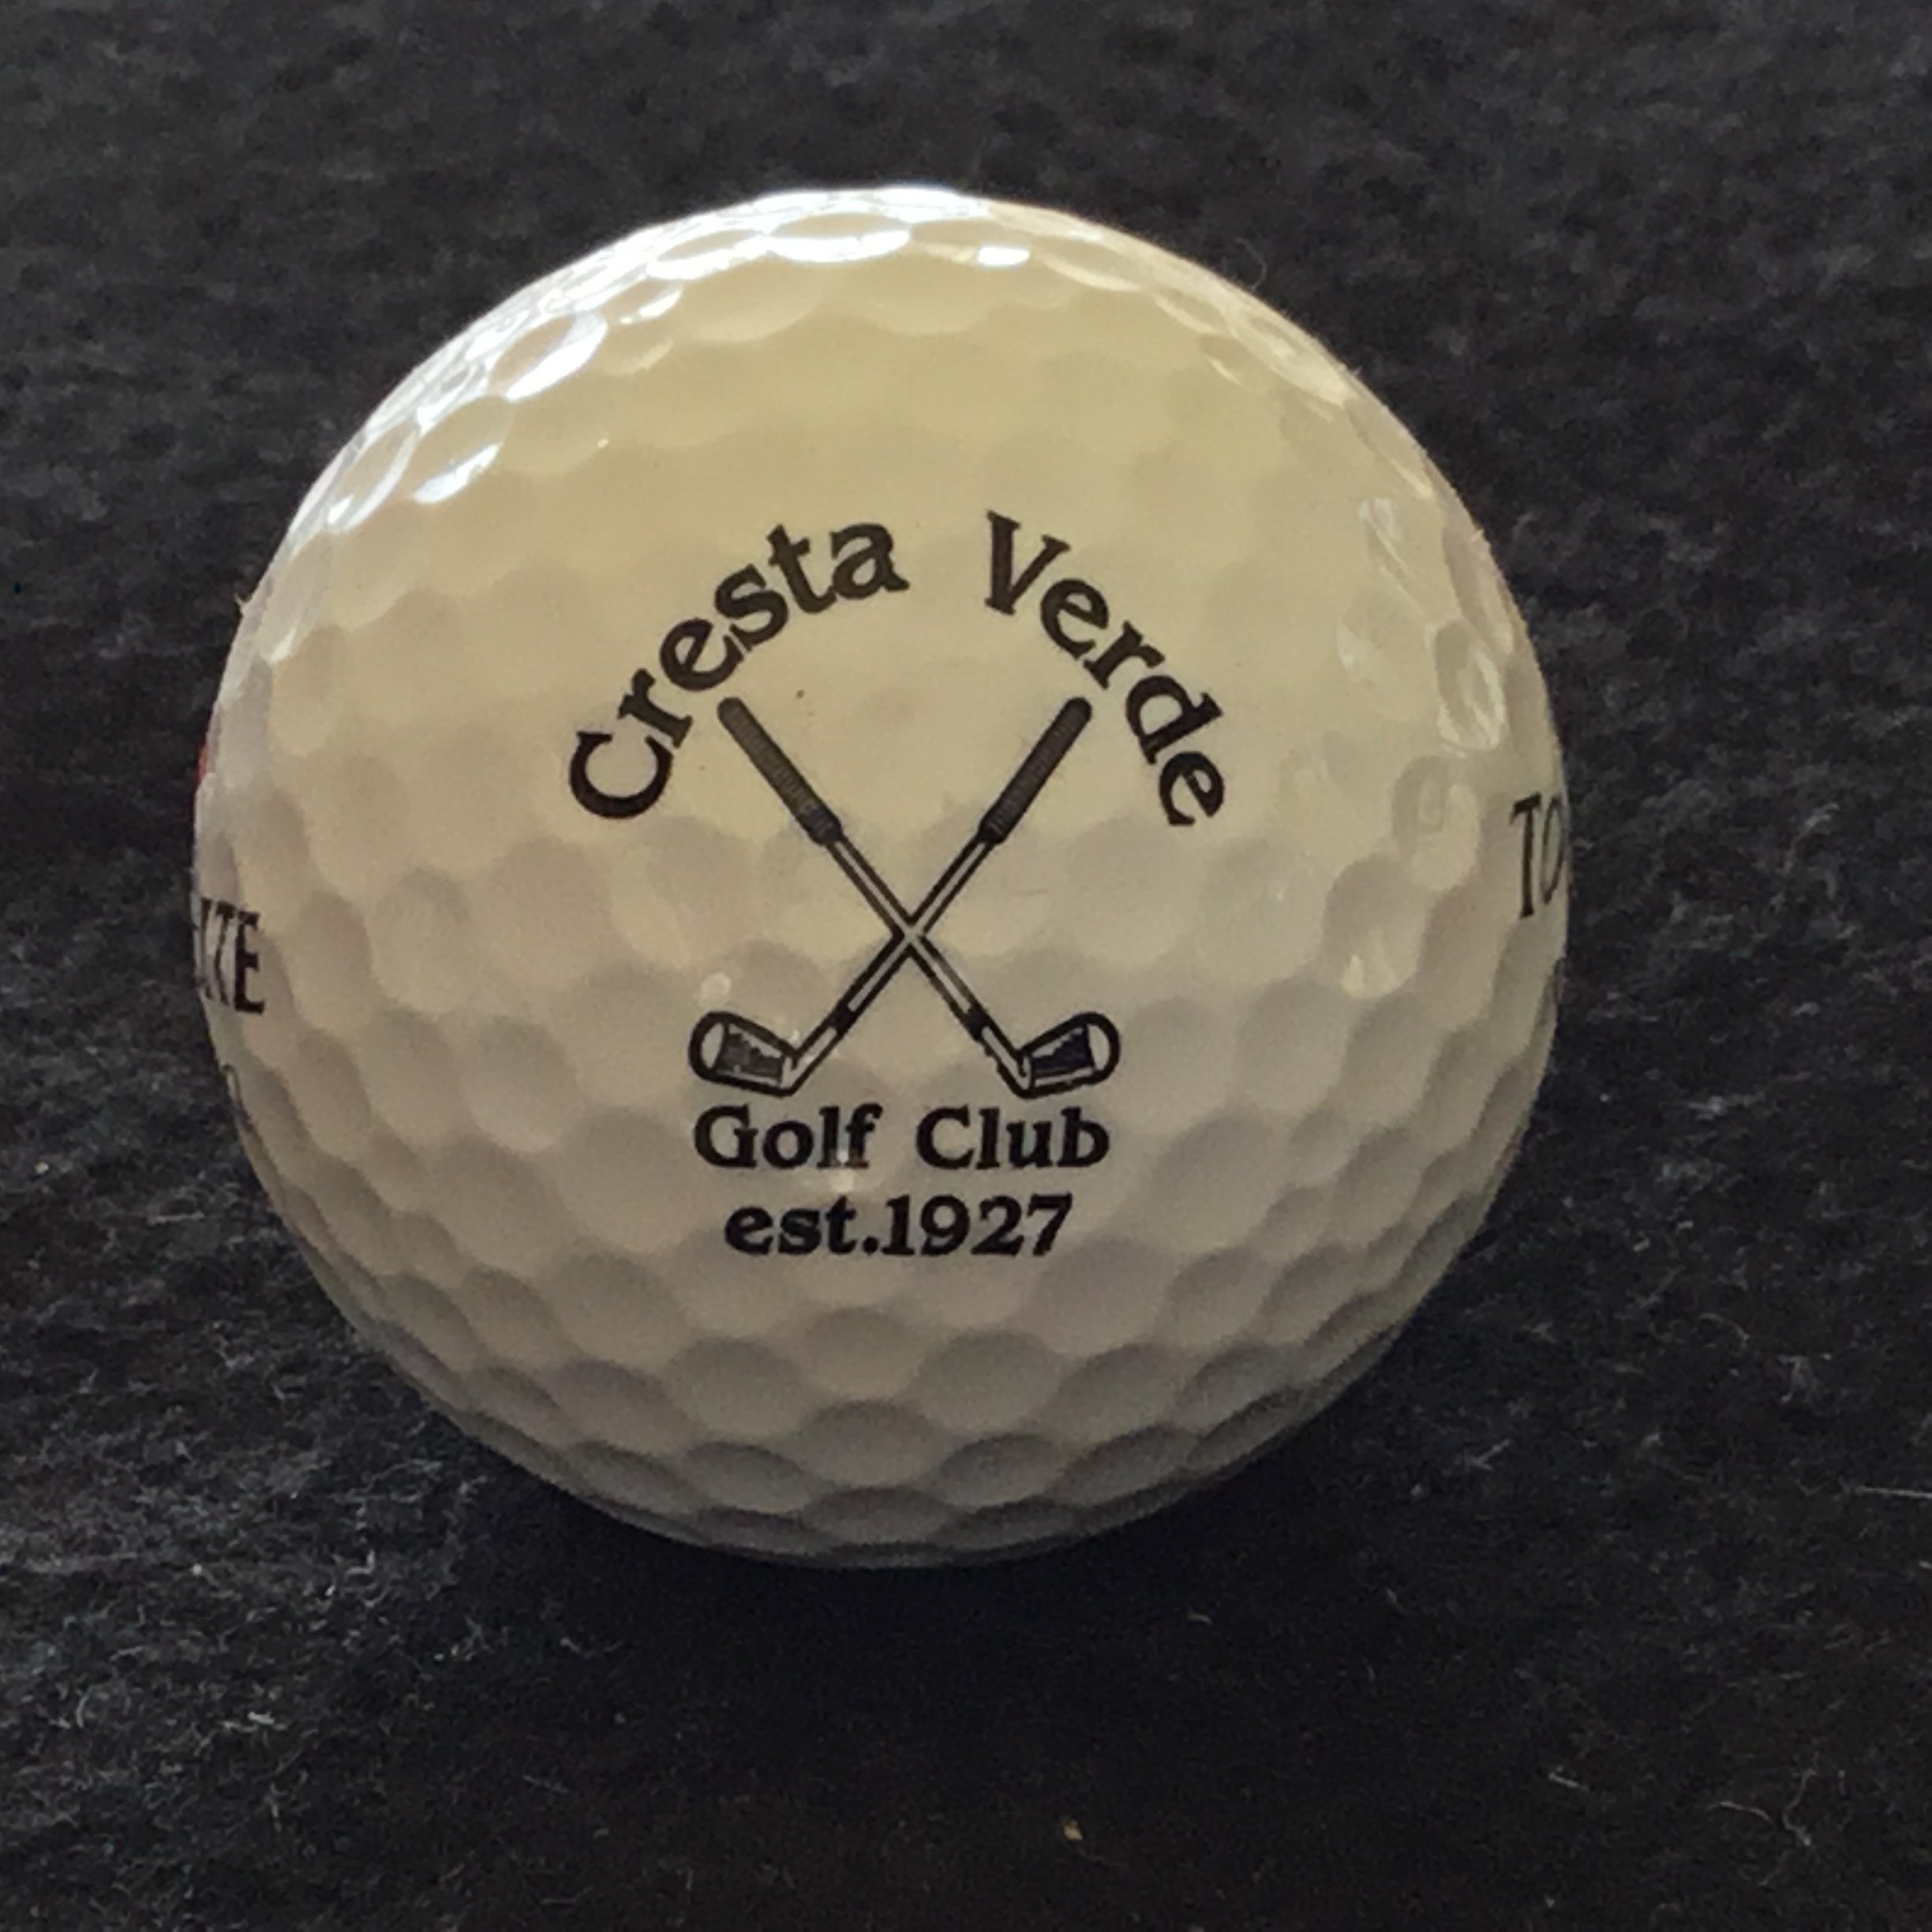 Cresta Verde
Golf Club
est.1927